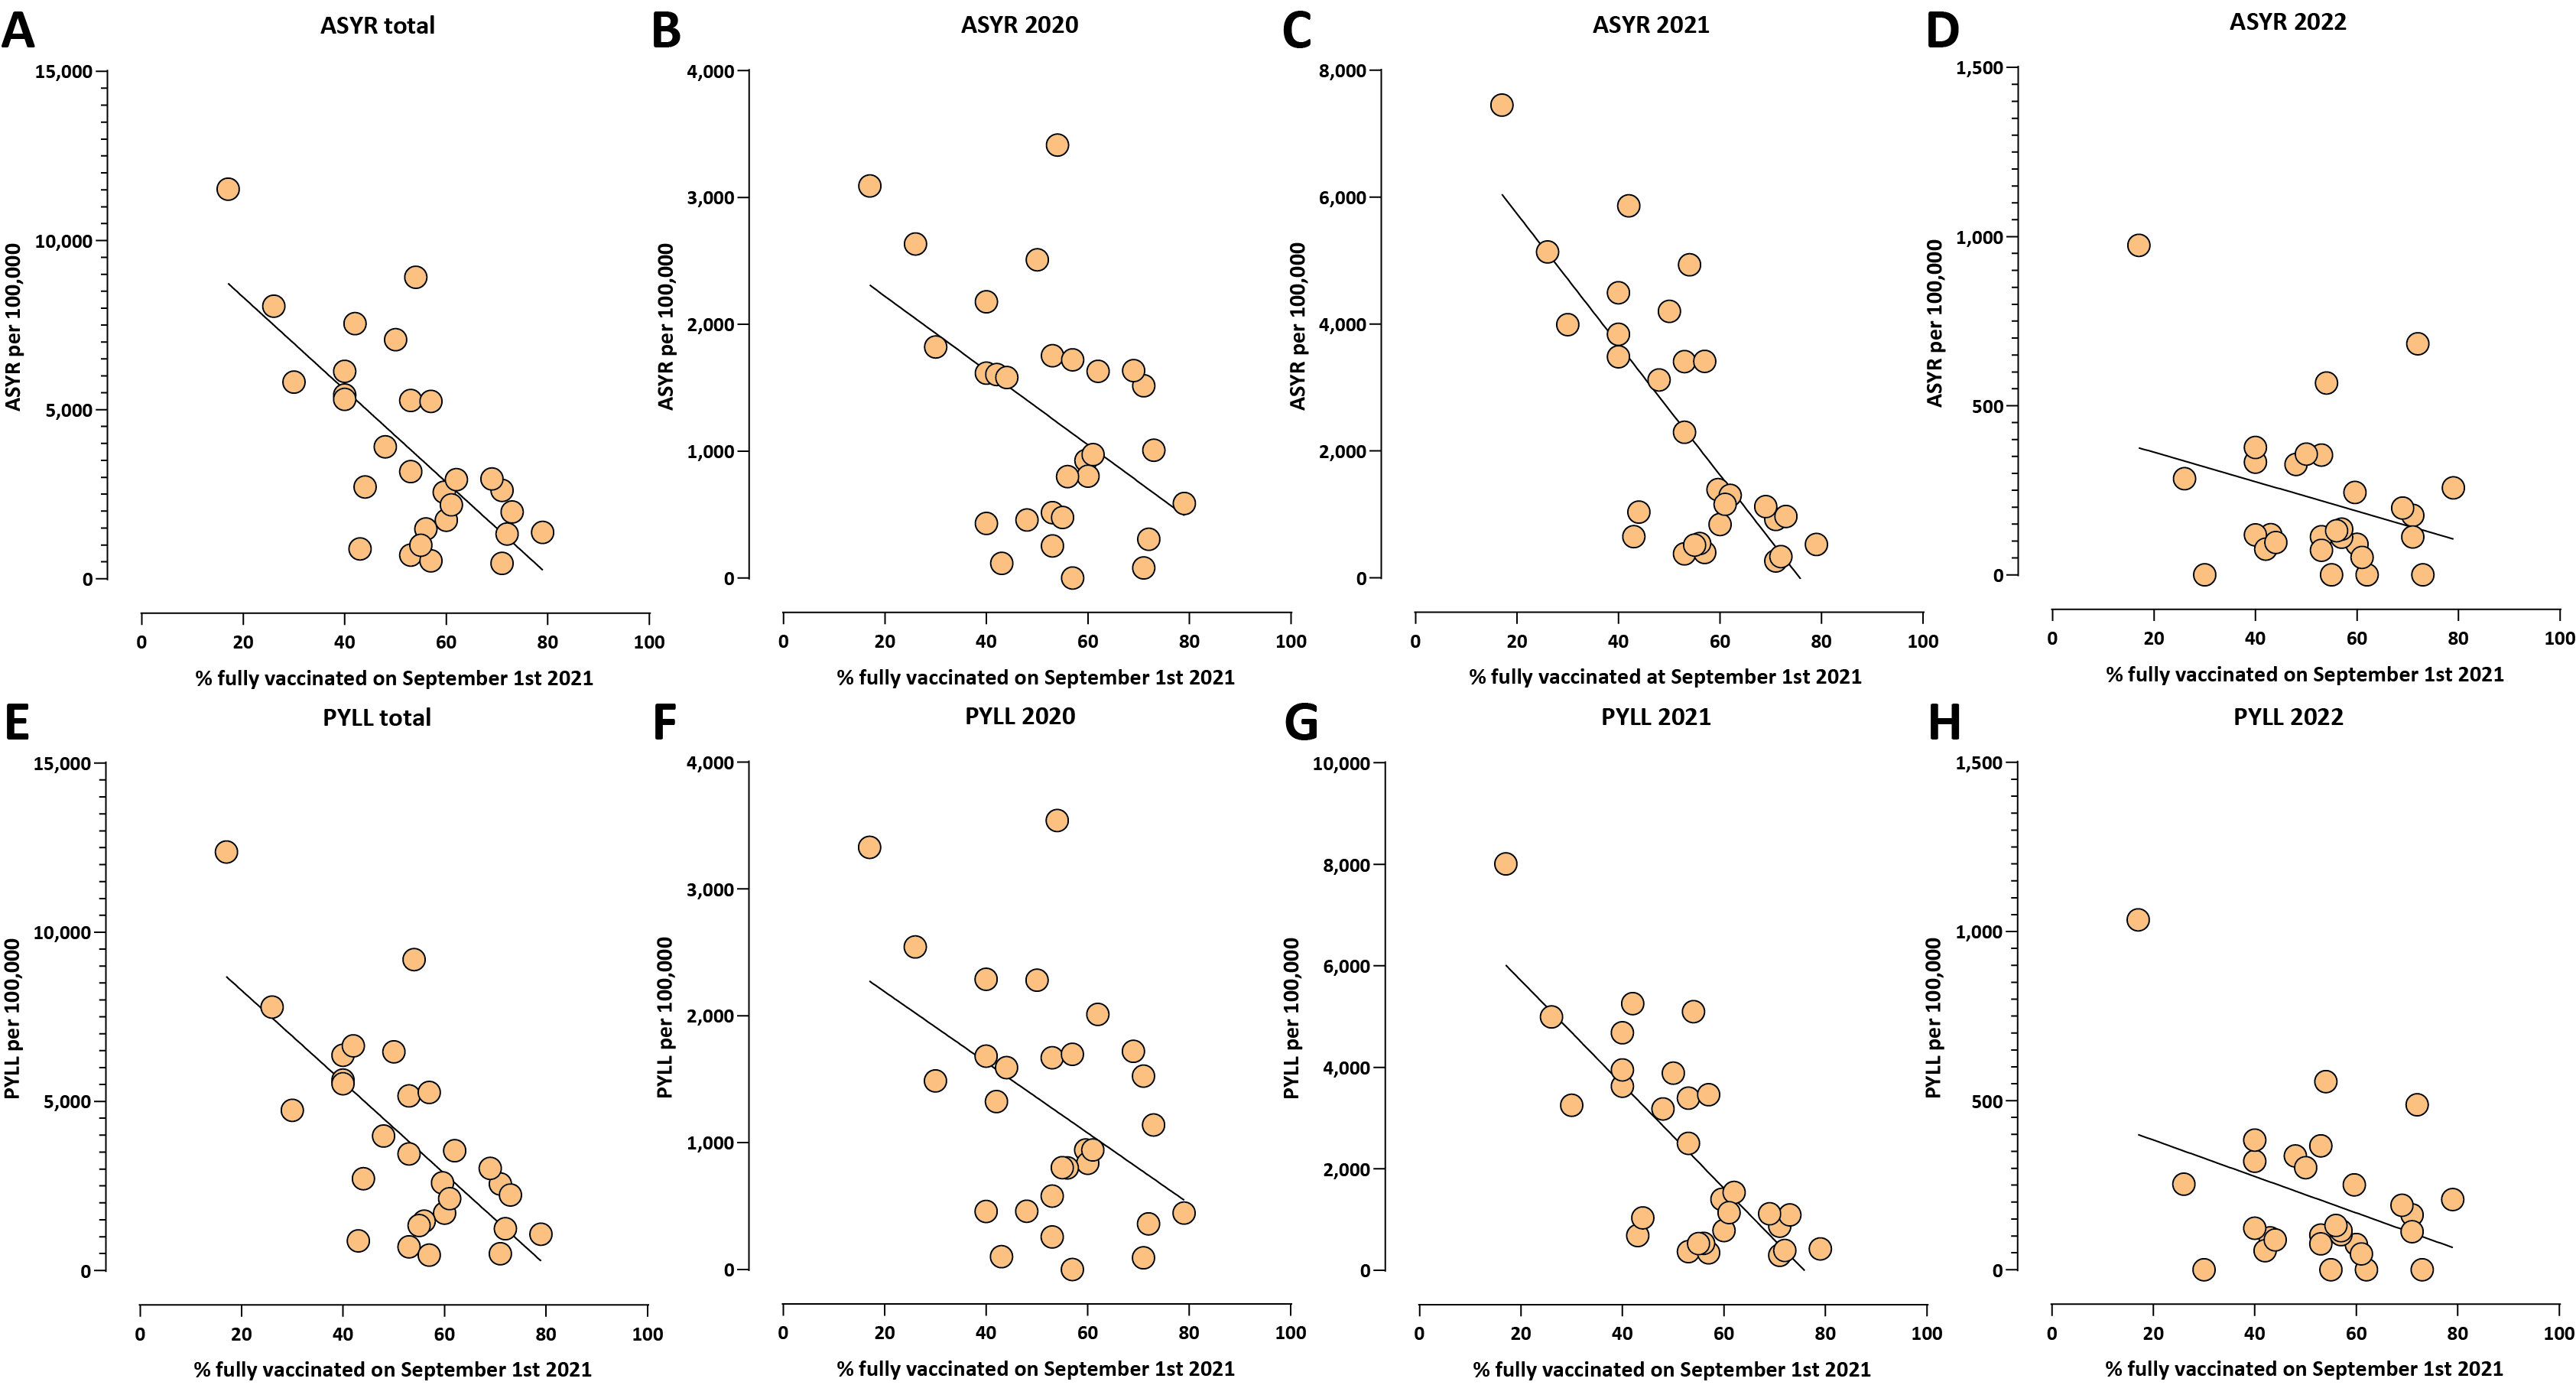 A
ASYR total
ASYR per 100,000
15,000
10,000
5,000
0
0 20 40 60 80 100
% fully vaccinated on September 1st 2021
B
ASYR 2020
ASYR per 100,000
4,000
3,000
2,000
1,000
0
0 20 40 60 80 100
% fully vaccinated on September 1st 2021
C
ASYR 2021
ASYR per 100,000
8,000
6,000
4,000
2,000
0
0 20 40 60 80 100
% fully vaccinated at September 1st 2021
D
ASYR 2022
ASYR per 100,000
1,500
1,000
500
0
0 20 40 60 80 100
% fully vaccinated on September 1st 2021
E
PYLL total
PYLL per 100,000
15,000
10,000
5,000
0
0 20 40 60 80 100
% fully vaccinated on September 1st 2021
F
PYLL 2020
PYLL per 100,000
4,000
3,000
2,000
1,000
0
0 20 40 60 80 100
% fully vaccinated on September 1st 2021
G
PYLL 2021
PYLL per 100,000
10,000
8,000
6,000
4,000
2,000
0
0 20 40 60 80 100
% fully vaccinated on September 1st 2021
H
PYLL 2022
PYLL per 100,000
1,500
1,000
500
0
0 20 40 60 80 100
% fully vaccinated on September 1st 2021